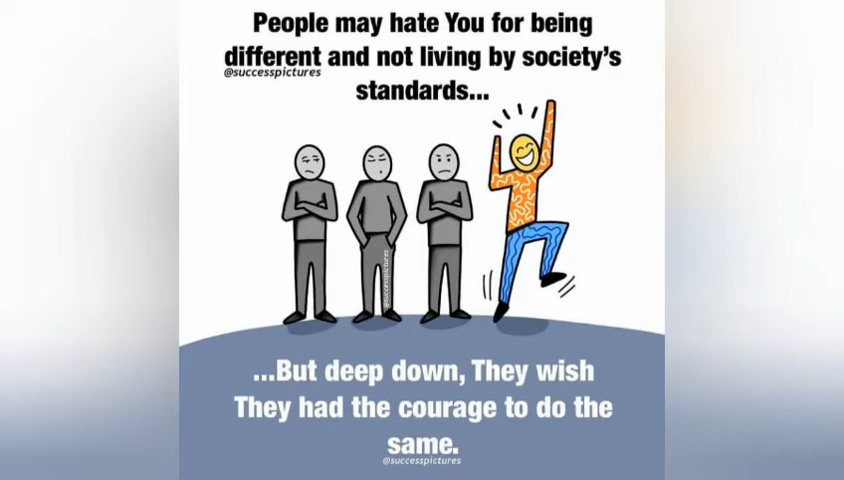 People may hate You for being
different and not living by society's
@successpictures
standards...
@successpictures
...But deep down, They wish
They had the courage to do the
same.
@successpictures